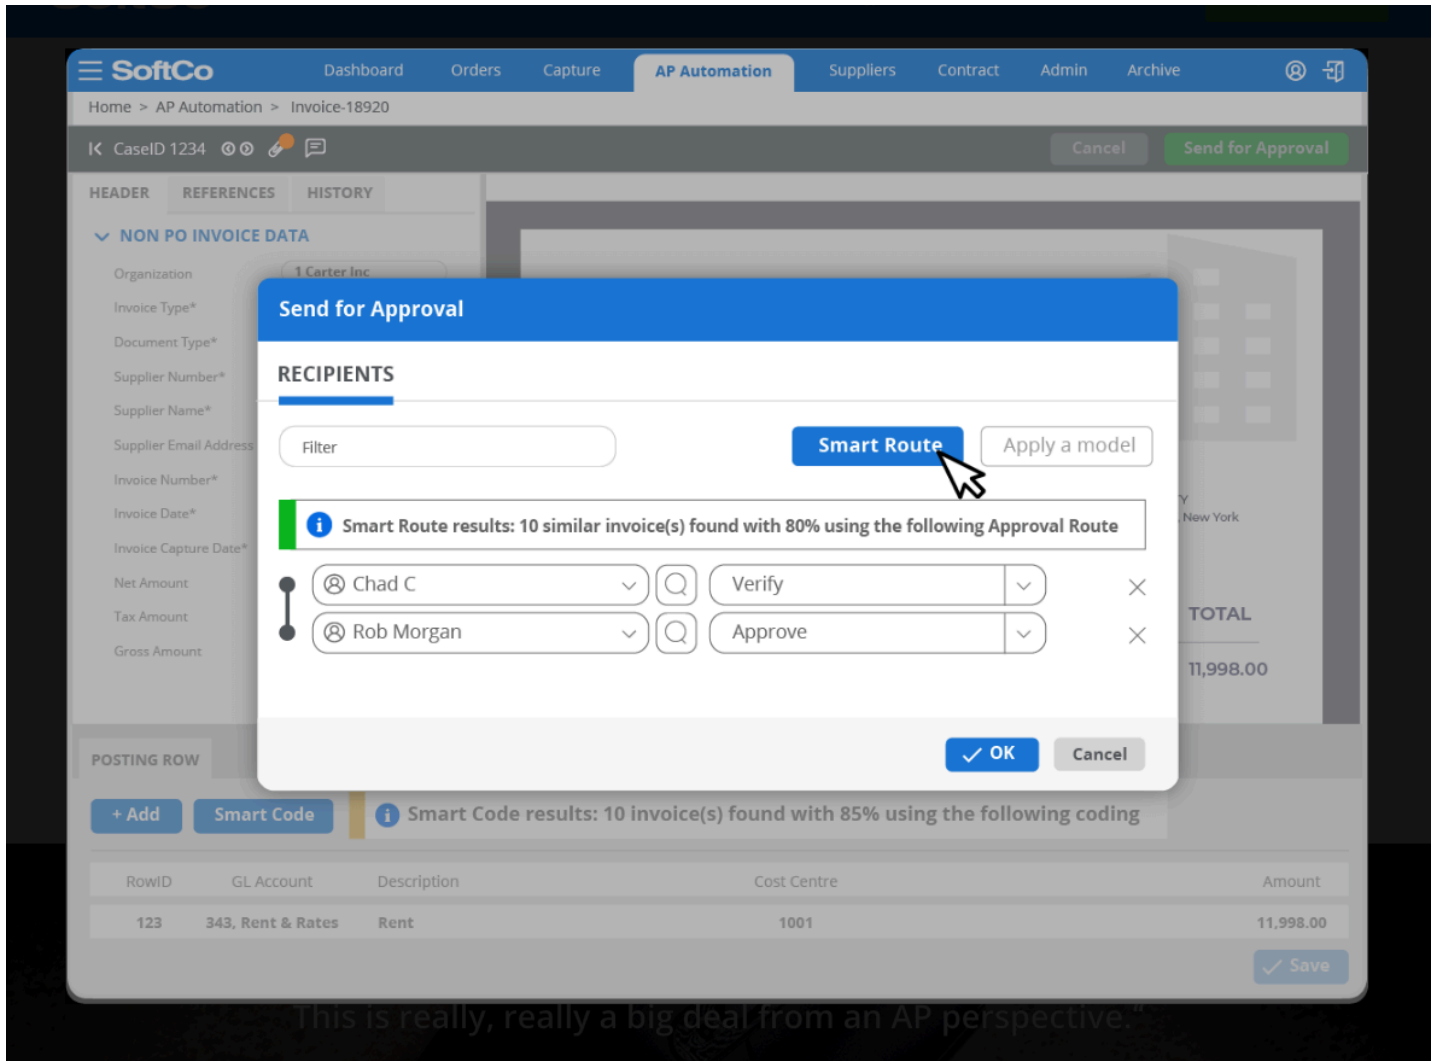 SoftCo Dashboard Orders Capture AP Automation Suppliers Contract Admin Archive
Home > AP Automation > Invoice-18920
CaseID 1234 Cancel Send for Approval
HEADER REFERENCES HISTORY
NON PO INVOICE DATA
Organization 1 Carter Inc
Invoice Type*
Document Type*
Supplier Number*
Supplier Name*
Supplier Email Address
Invoice Number*
Invoice Date*
Invoice Capture Date*
Net Amount
Tax Amount
Gross Amount
Send for Approval
RECIPIENTS
Filter Smart Route Apply a model
Smart Route results: 10 similar invoice(s) found with 80% using the following Approval Route
Chad C Verify
Rob Morgan Approve
OK Cancel
New York
TOTAL
11,998.00
POSTING ROW
+ Add Smart Code Smart Code results: 10 invoice(s) found with 85% using the following coding
RowID GL Account Description Cost Centre Amount
123 343, Rent & Rates Rent 1001 11,998.00
Save
This is really, really a big deal from an AP perspective."